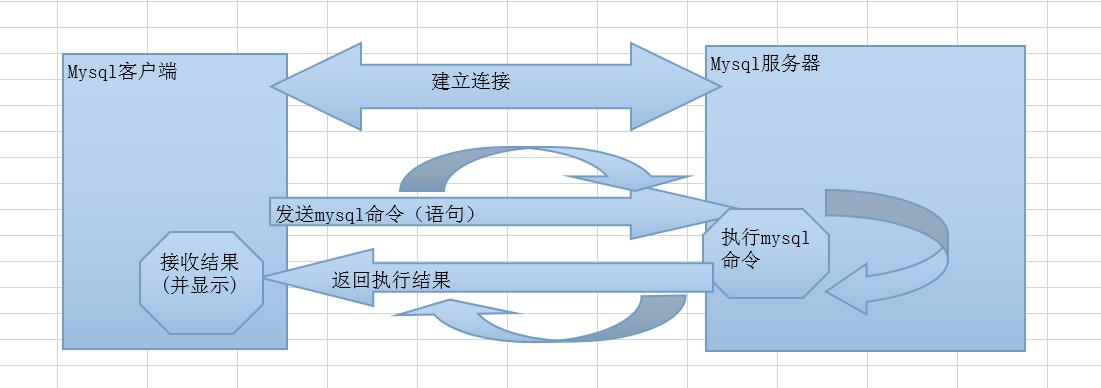 Mysql客户端
建立连接
Mysql服务器
发送mysql命令（语句）
执行mysql
命令
接收结果
(并显示)
返回执行结果